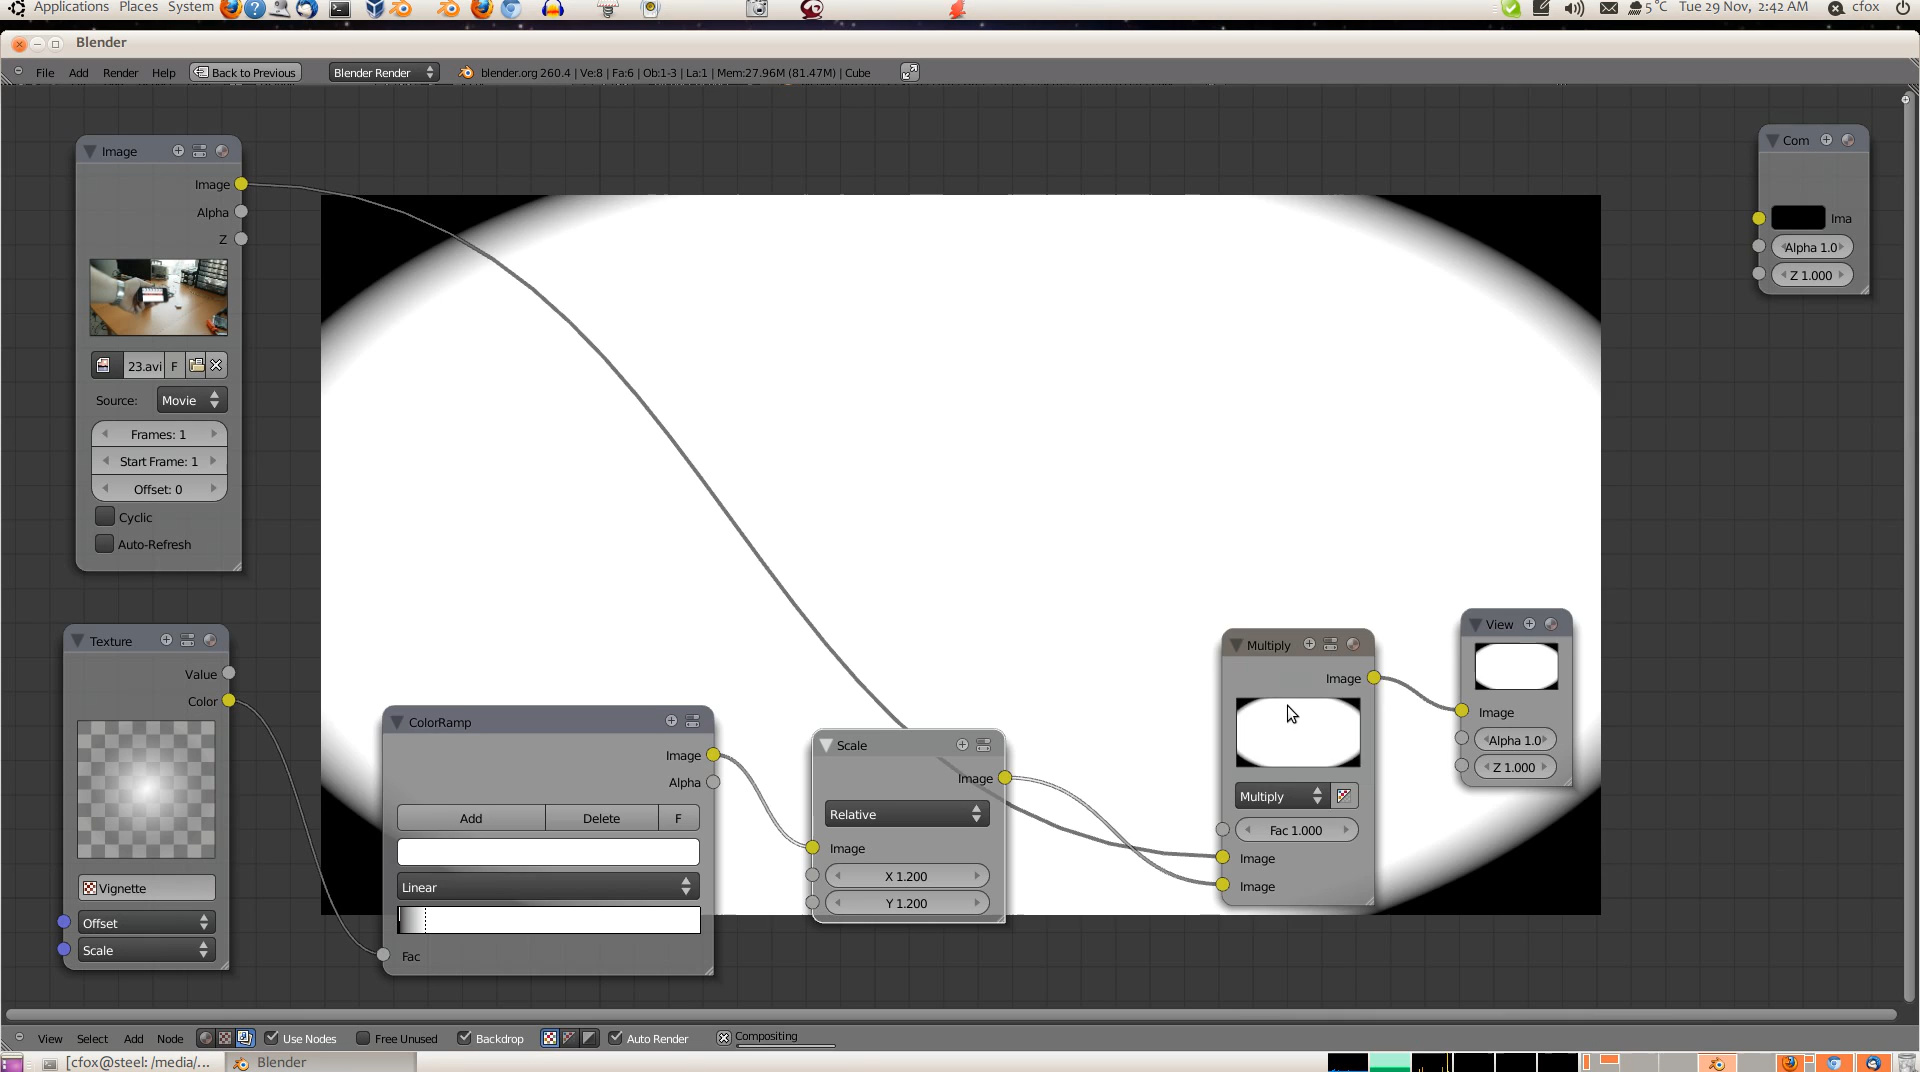 Applications Places System 5 °C Tue 29 Nov, 2:42 AM cfox
Blender
File Add Render Help Back to Previous Blender Render blender.org 260.4 | Ve:8 | Fa:6 | Ob:1-3 | La:1 | Mem:27.96M (81.47M) | Cube
Image
Image
Alpha
Z
23.avi F
Source: Movie
Frames: 1
Start Frame: 1
Offset: 0
Cyclic
Auto-Refresh
Com
Ima
Alpha 1.0
Z 1.000
Texture
Value
Color
Vignette
Offset
Scale
ColorRamp
Image
Alpha
Add Delete F
Linear
Fac
Scale
Image
Relative
Image
X 1.200
Y 1.200
Multiply
Image
Multiply
Fac 1.000
Image
Image
View
Image
Alpha 1.0
Z 1.000
View Select Add Node Use Nodes Free Unused Backdrop Auto Render Compositing
[cfox@steel: /media/... Blender